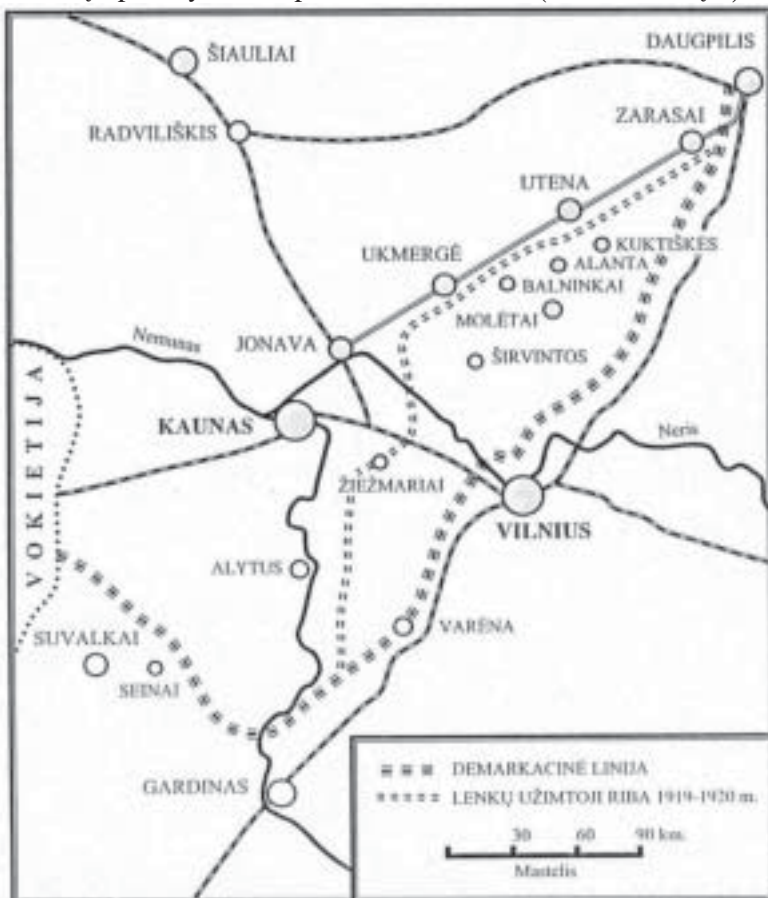 ŠIAULIAI
DAUGPILIS
RADVILIŠKIS
ZARASAI
UTENA
KUKTIŠKES
UKMERGĖ
ALANTA
BALNINKAI
MOLĖTAI
Nemunas
JONAVA
ŠIRVINTOS
VOKIETIJA
KAUNAS
Neris
ŽIEŽMARIAI
VILNIUS
ALYTUS
VARĖNA
SUVALKAI
SEINAI
GARDINAS
DEMARKACINĖ LINIJA
LENKŲ UŽIMTOJI RIBA 1919-1920 m.
30 60 90 km.
Mastelis